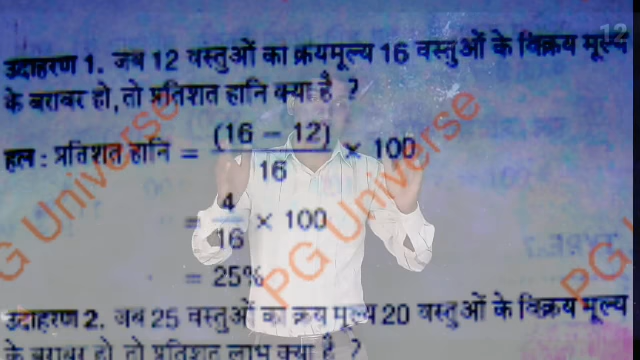 12
उदाहरण 1. जब 12 वस्तुओं का क्रयमूल्य 16 वस्तुओं के विक्रय मूल्य
के बराबर हो, तो प्रतिशत हानि क्या है ?
हल : प्रतिशत हानि = (16 − 12)/16 × 100
= 4/16 × 100
= 25%
उदाहरण 2. जब 25 वस्तुओं का क्रय मूल्य 20 वस्तुओं के विक्रय मूल्य
के बराबर हो तो प्रतिशत लाभ क्या है ?
PG Universe
PG Universe
PG